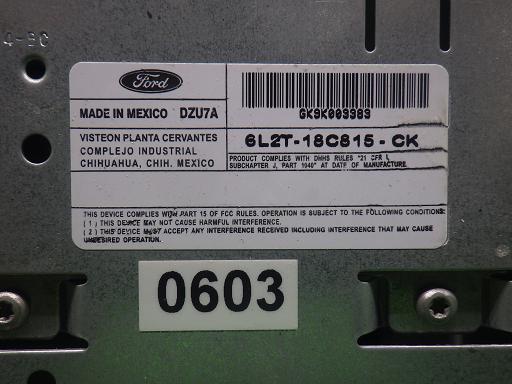 4-BC
Ford
MADE IN MEXICO DZU7A
GK9K009989
VISTEON PLANTA CERVANTES
COMPLEJO INDUSTRIAL
CHIHUAHUA, CHIH. MEXICO
6L2T-18C815-CK
PRODUCT COMPLIES WITH DHHS RULES "21 CFR
SUBCHAPTER J, PART 1040" AT DATE OF MANUFACTURE.
THIS DEVICE COMPLIES WITH PART 15 OF FCC RULES. OPERATION IS SUBJECT TO THE FOLLOWING CONDITIONS:
(1) THIS DEVICE MAY NOT CAUSE HARMFUL INTERFERENCE.
(2) THIS DEVICE MUST ACCEPT ANY INTERFERENCE RECEIVED INCLUDING INTERFERENCE THAT MAY CAUSE
UNDESIRED OPERATION.
0603